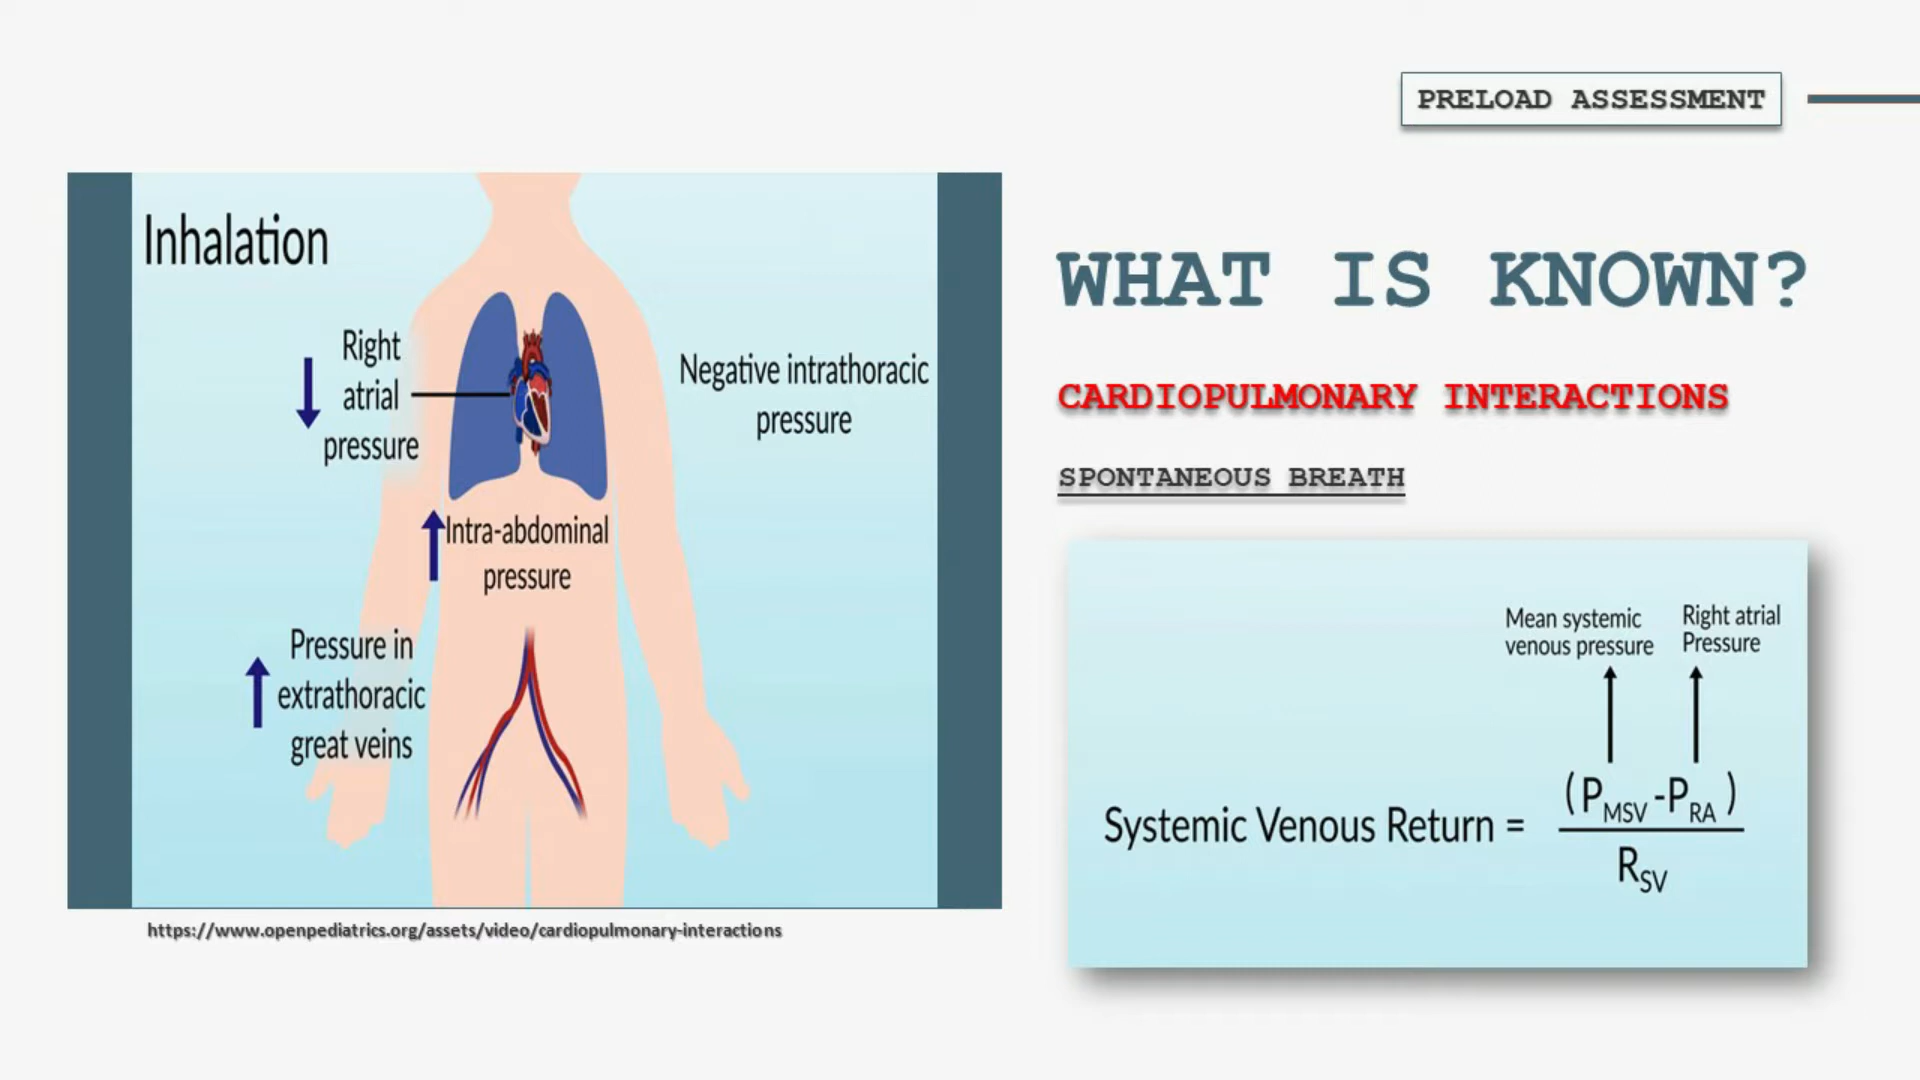 PRELOAD ASSESSMENT
Inhalation
Right
atrial
pressure
Negative intrathoracic
pressure
Intra-abdominal
pressure
Pressure in
extrathoracic
great veins
https://www.openpediatrics.org/assets/video/cardiopulmonary-interactions
WHAT IS KNOWN?
CARDIOPULMONARY INTERACTIONS
SPONTANEOUS BREATH
Mean systemic
venous pressure
Right atrial
Pressure
Systemic Venous Return =
(PMSV -PRA )
RSV